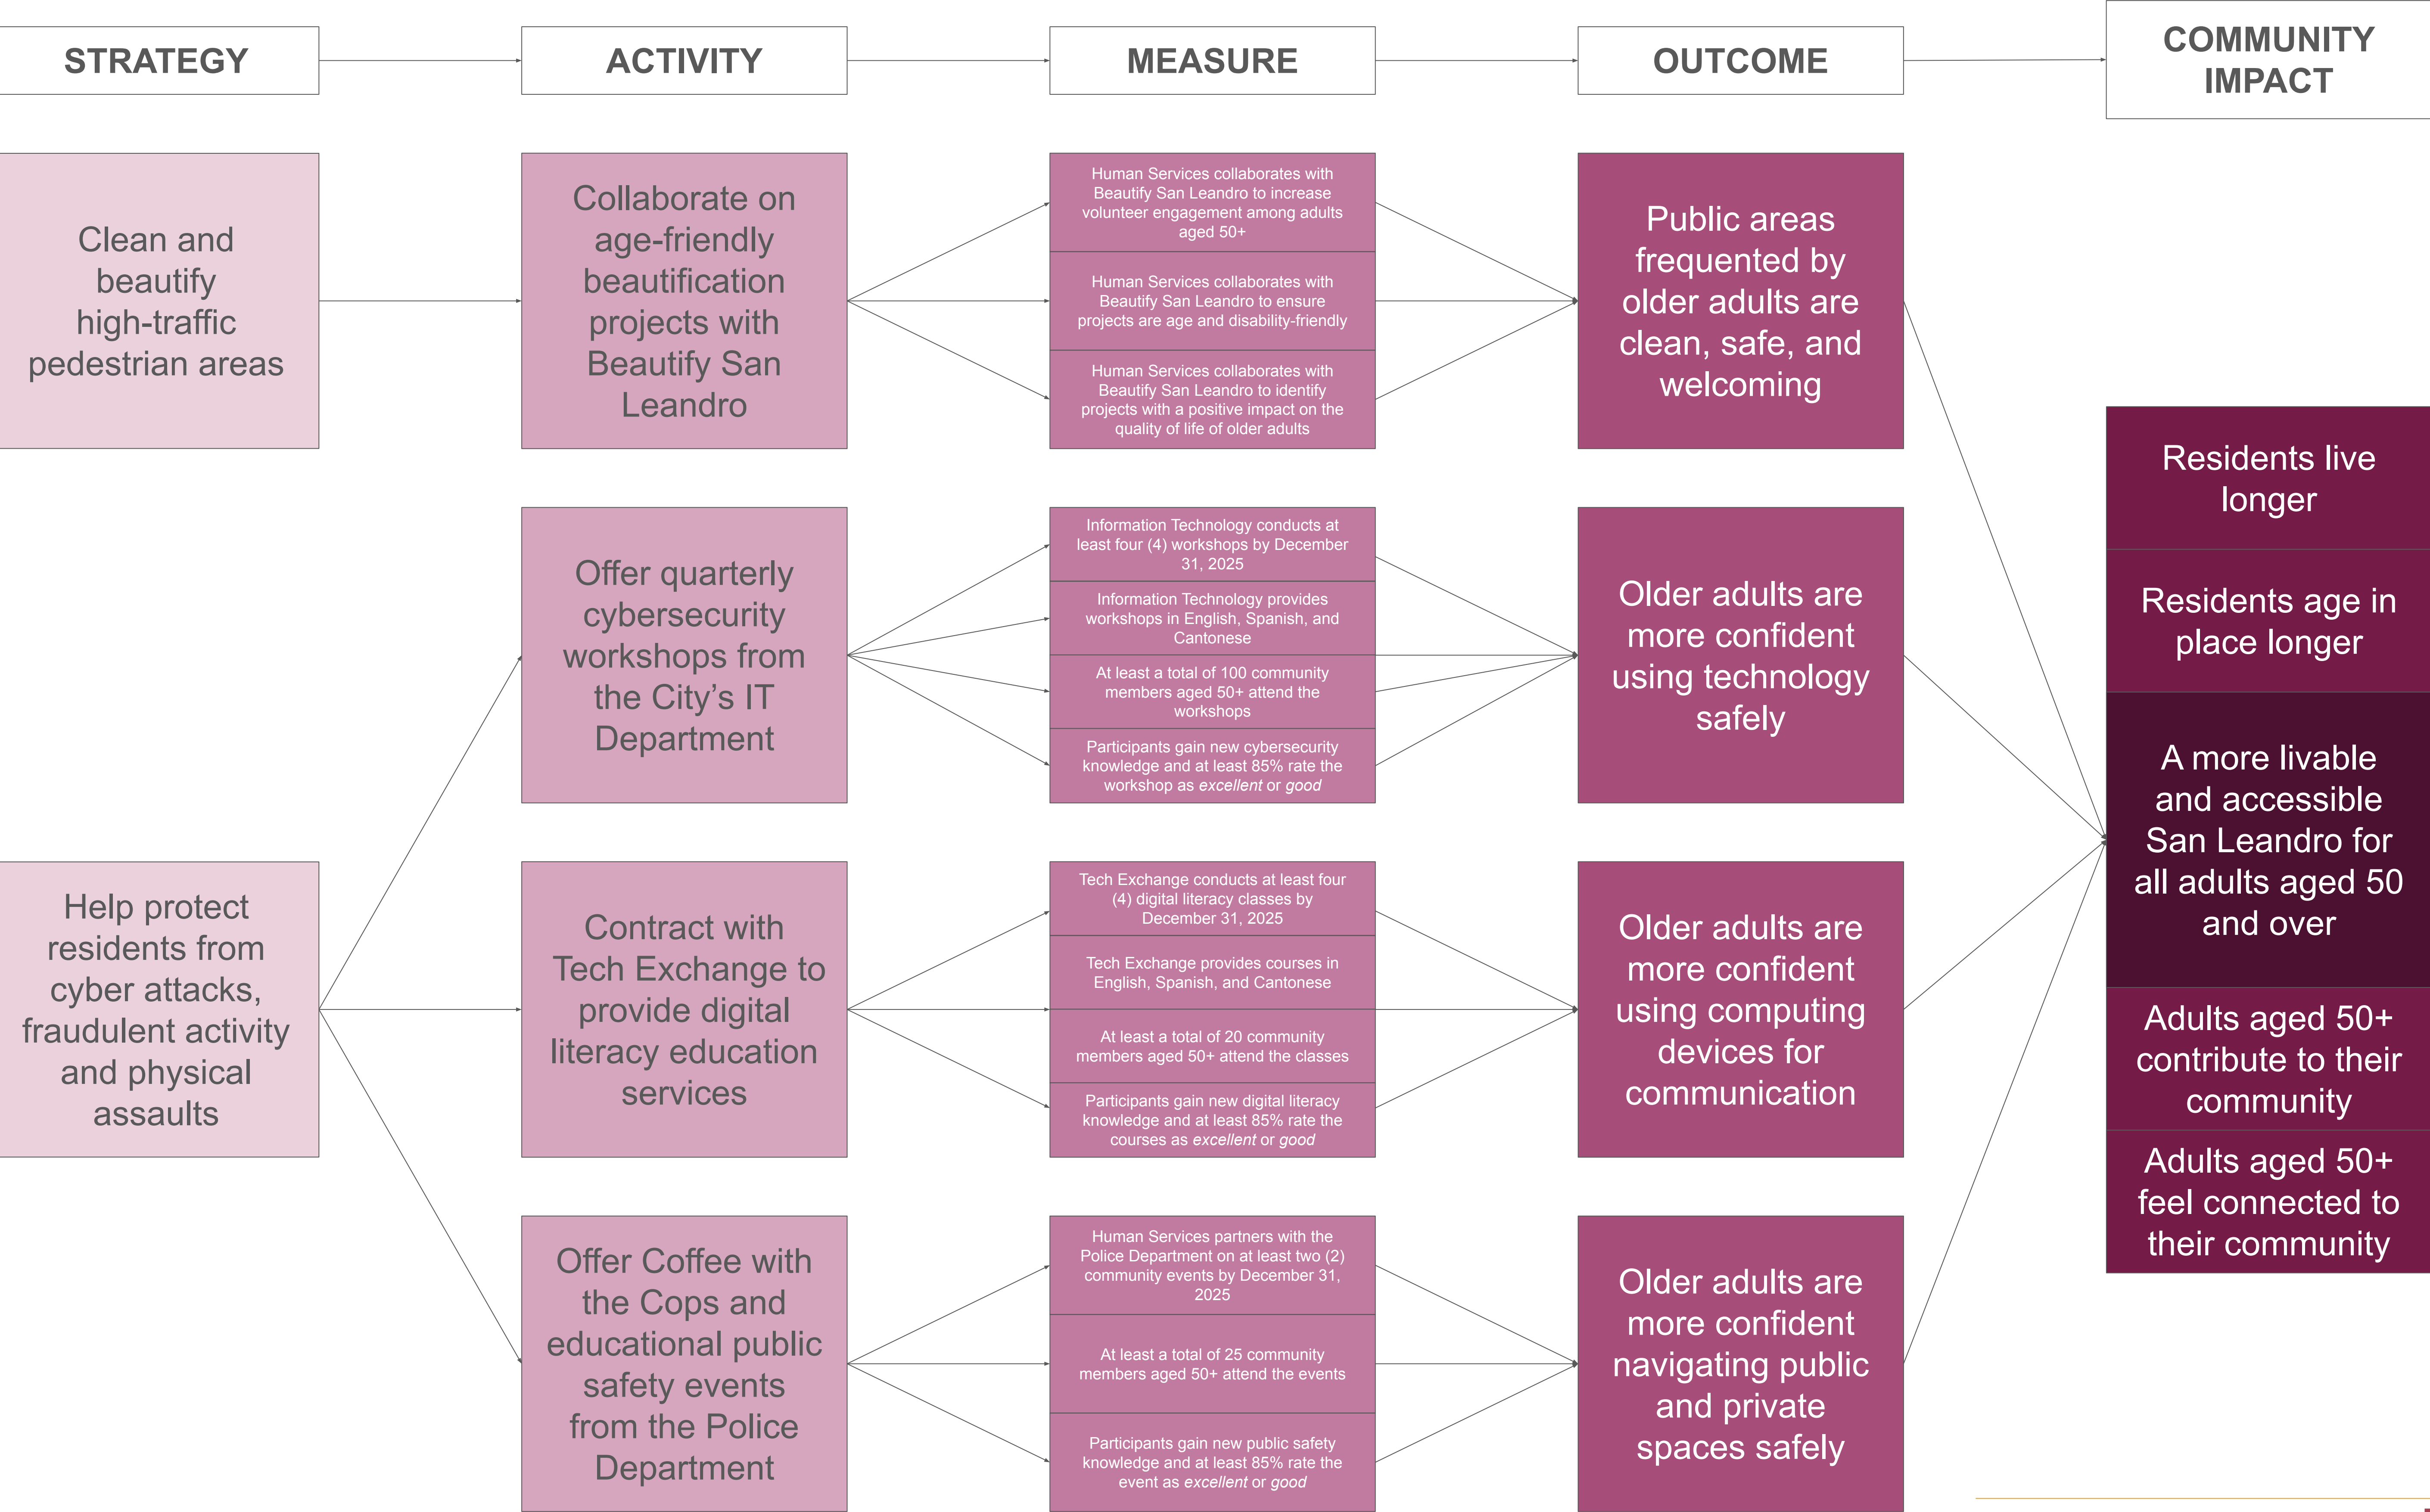 STRATEGY
ACTIVITY
MEASURE
OUTCOME
COMMUNITY
IMPACT
Clean and
beautify
high-traffic
pedestrian areas
Collaborate on
age-friendly
beautification
projects with
Beautify San
Leandro
Human Services collaborates with
Beautify San Leandro to increase
volunteer engagement among adults
aged 50+
Human Services collaborates with
Beautify San Leandro to ensure
projects are age and disability-friendly
Human Services collaborates with
Beautify San Leandro to identify
projects with a positive impact on the
quality of life of older adults
Public areas
frequented by
older adults are
clean, safe, and
welcoming
Help protect
residents from
cyber attacks,
fraudulent activity
and physical
assaults
Offer quarterly
cybersecurity
workshops from
the City’s IT
Department
Information Technology conducts at
least four (4) workshops by December
31, 2025
Information Technology provides
workshops in English, Spanish, and
Cantonese
At least a total of 100 community
members aged 50+ attend the
workshops
Participants gain new cybersecurity
knowledge and at least 85% rate the
workshop as excellent or good
Older adults are
more confident
using technology
safely
Contract with
Tech Exchange to
provide digital
literacy education
services
Tech Exchange conducts at least four
(4) digital literacy classes by
December 31, 2025
Tech Exchange provides courses in
English, Spanish, and Cantonese
At least a total of 20 community
members aged 50+ attend the classes
Participants gain new digital literacy
knowledge and at least 85% rate the
courses as excellent or good
Older adults are
more confident
using computing
devices for
communication
Offer Coffee with
the Cops and
educational public
safety events
from the Police
Department
Human Services partners with the
Police Department on at least two (2)
community events by December 31,
2025
At least a total of 25 community
members aged 50+ attend the events
Participants gain new public safety
knowledge and at least 85% rate the
event as excellent or good
Older adults are
more confident
navigating public
and private
spaces safely
Residents live
longer
Residents age in
place longer
A more livable
and accessible
San Leandro for
all adults aged 50
and over
Adults aged 50+
contribute to their
community
Adults aged 50+
feel connected to
their community